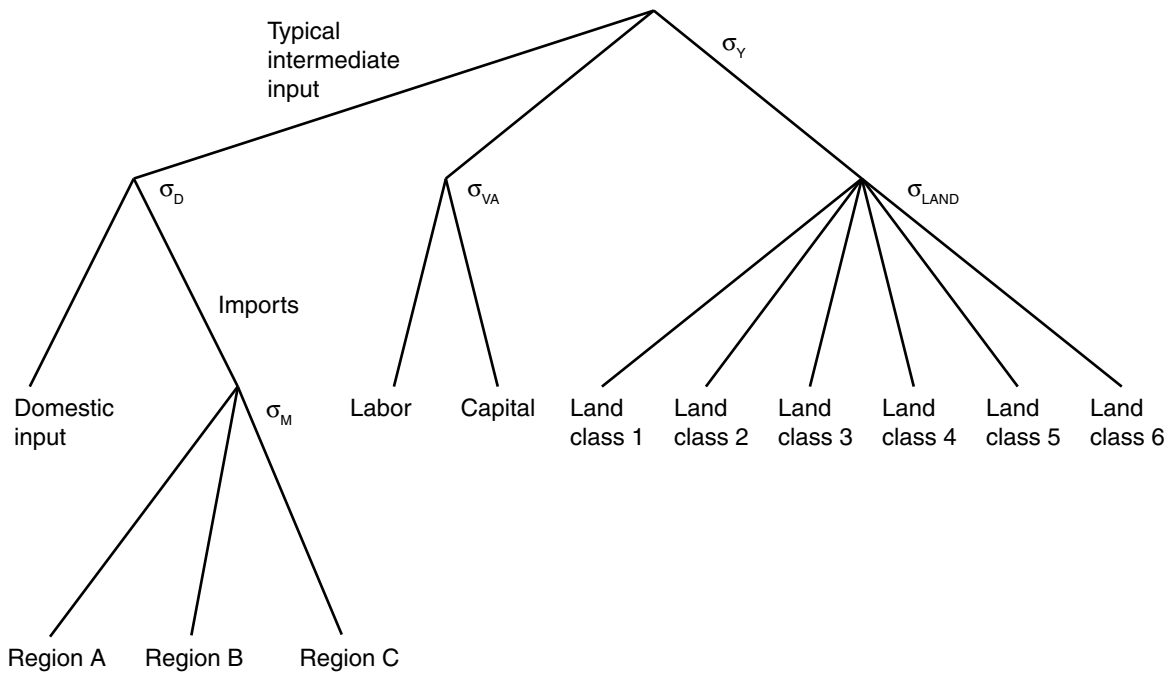 Typical
intermediate
input
σY
σD
σVA
σLAND
Imports
Domestic
input
σM
Labor
Capital
Land
class 1
Land
class 2
Land
class 3
Land
class 4
Land
class 5
Land
class 6
Region A
Region B
Region C